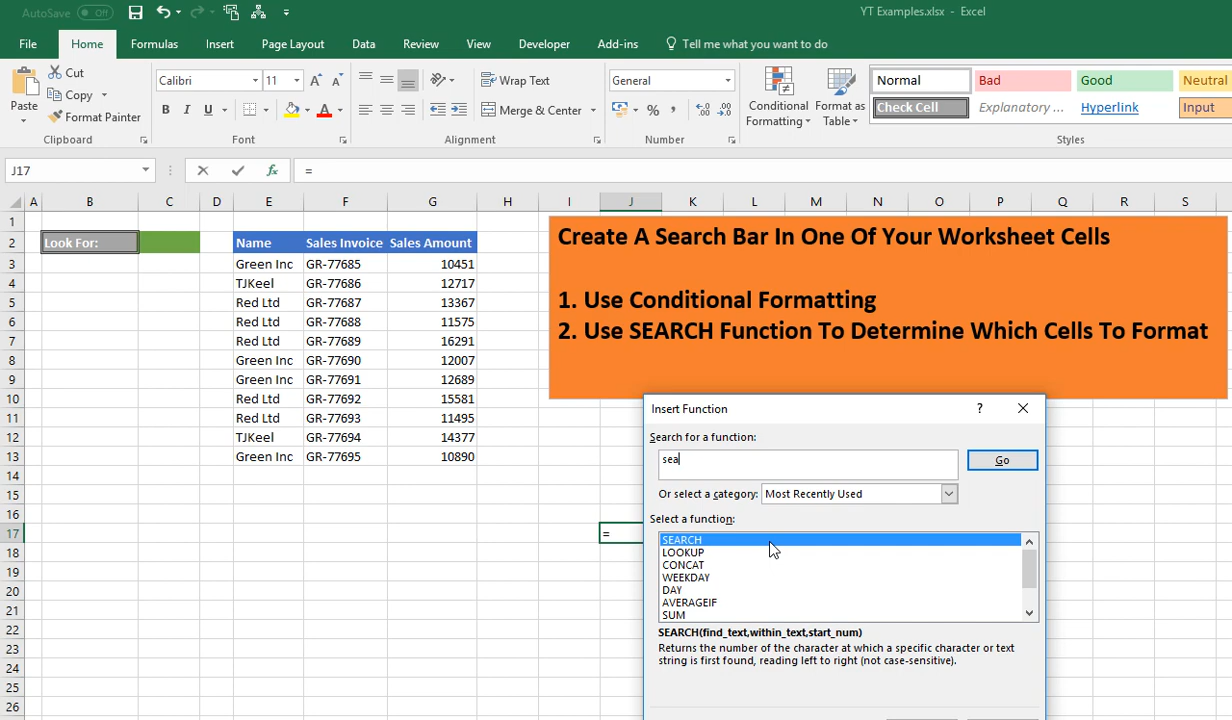 AutoSave Off
YT Examples.xlsx - Excel
File Home Formulas Insert Page Layout Data Review View Developer Add-ins Tell me what you want to do
Paste
Cut
Copy
Format Painter
Clipboard
Calibri 11
B I U
Font
Wrap Text
Merge & Center
Alignment
General
%
Number
Conditional Formatting
Format as Table
Normal Bad Good Neutral
Check Cell Explanatory ... Hyperlink Input
Styles
J17 fx =
A B C D E F G H I J K L M N O P Q R S
1
2 Look For: Name Sales Invoice Sales Amount
3 Green Inc GR-77685 10451
4 TJKeel GR-77686 12717
5 Red Ltd GR-77687 13367
6 Red Ltd GR-77688 11575
7 Red Ltd GR-77689 16291
8 Green Inc GR-77690 12007
9 Green Inc GR-77691 12689
10 Red Ltd GR-77692 15581
11 Red Ltd GR-77693 11495
12 TJKeel GR-77694 14377
13 Green Inc GR-77695 10890
14
15
16
17 =
18
19
20
21
22
23
24
25
26
Create A Search Bar In One Of Your Worksheet Cells
1. Use Conditional Formatting
2. Use SEARCH Function To Determine Which Cells To Format
Insert Function ?
Search for a function:
sea
Go
Or select a category: Most Recently Used
Select a function:
SEARCH
LOOKUP
CONCAT
WEEKDAY
DAY
AVERAGEIF
SUM
SEARCH(find_text,within_text,start_num)
Returns the number of the character at which a specific character or text
string is first found, reading left to right (not case-sensitive).